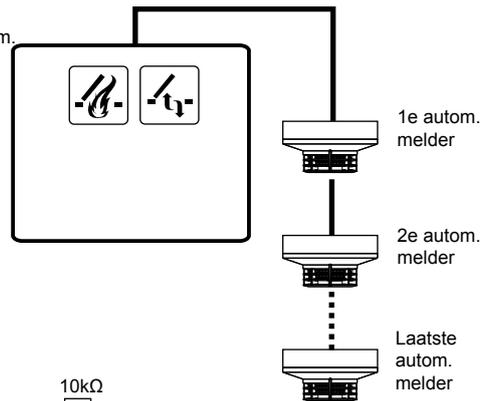 m.
1e autom.
melder
2e autom.
melder
Laatste
autom.
melder
10kΩ